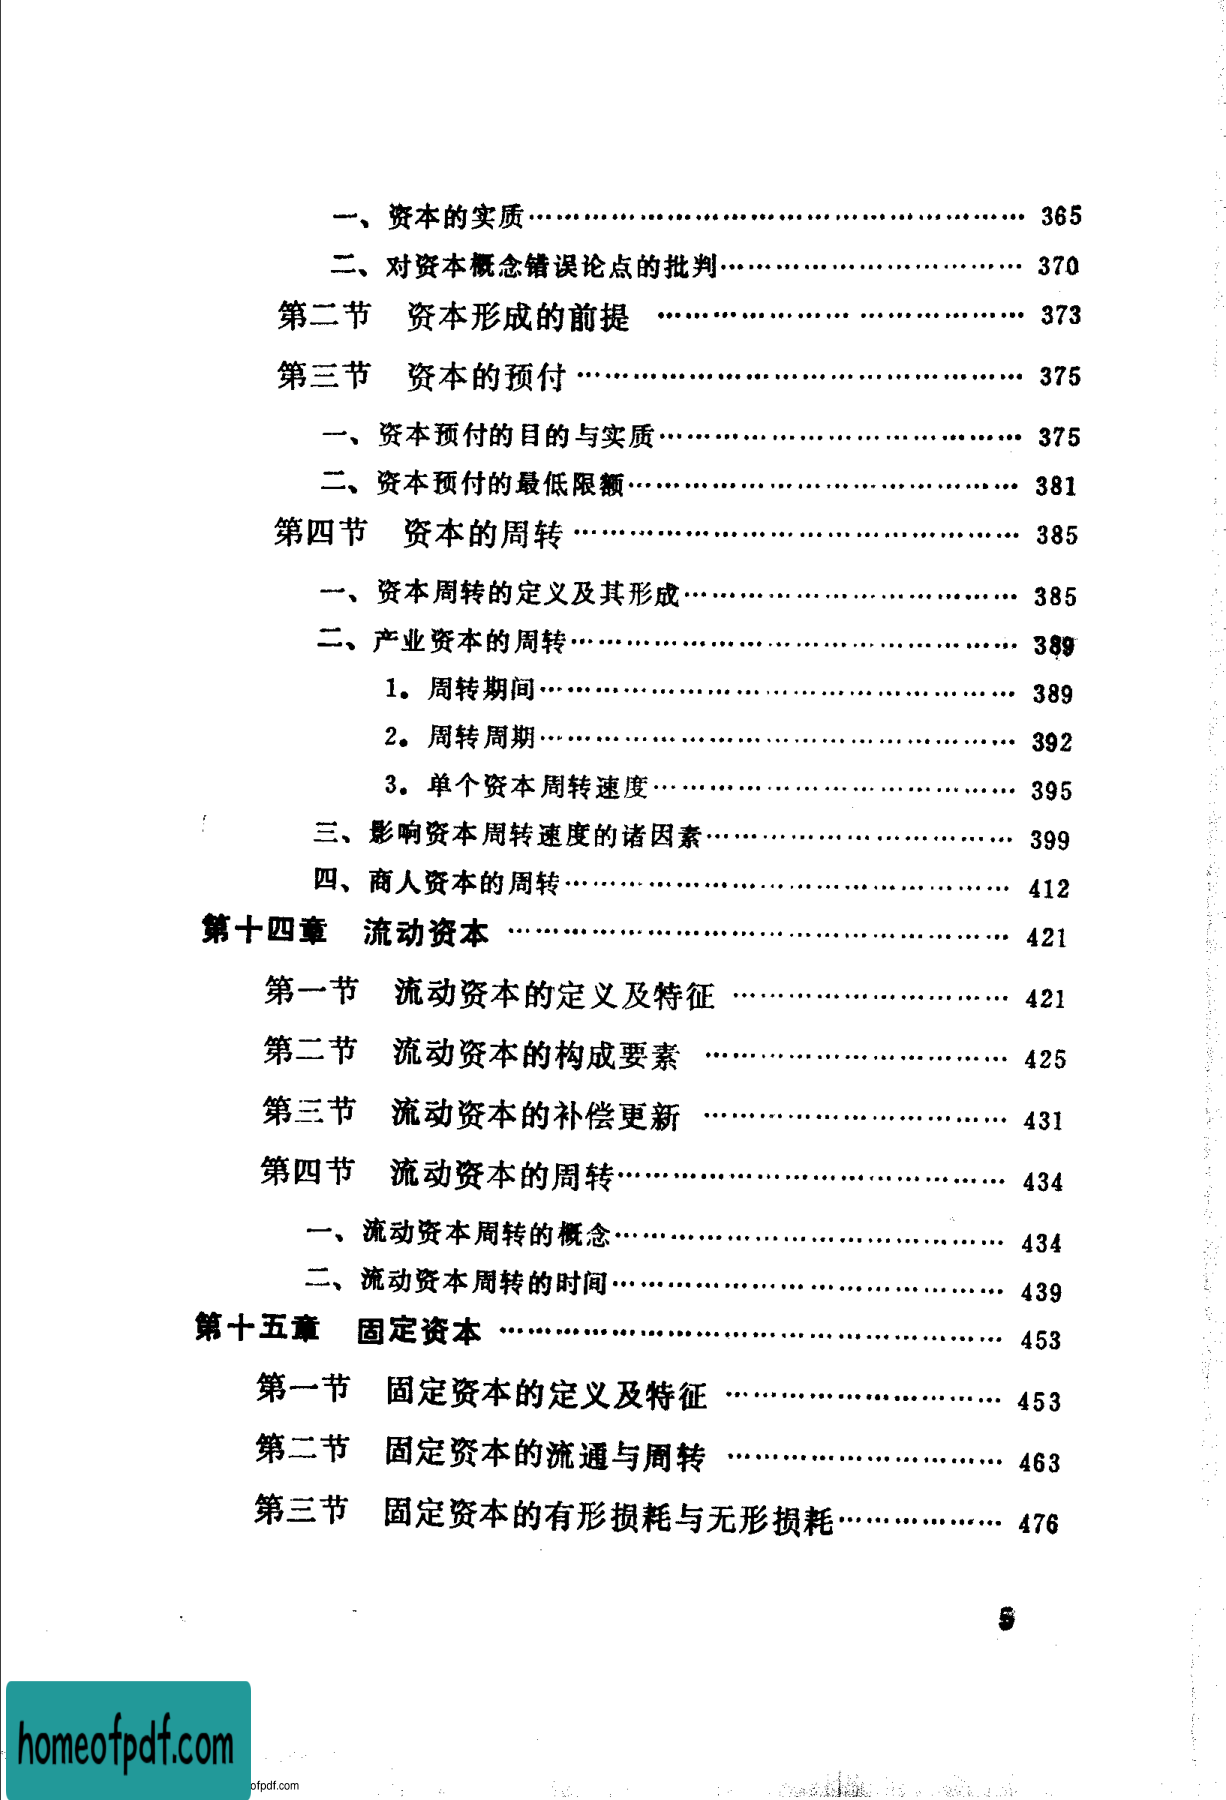 一、资本的实质………………………………………………… 365
二、对资本概念错误论点的批判…………………………… 370
第二节 资本形成的前提 ………………………………… 373
第三节 资本的预付………………………………………… 375
一、资本预付的目的与实质………………………………… 375
二、资本预付的最低限额…………………………………… 381
第四节 资本的周转………………………………………… 385
一、资本周转的定义及其形成……………………………… 385
二、产业资本的周转………………………………………… 389
1。周转期间……………………………………………… 389
2。周转周期……………………………………………… 392
3。单个资本周转速度…………………………………… 395
三、影响资本周转速度的诸因素…………………………… 399
四、商人资本的周转………………………………………… 412
第十四章 流动资本 ……………………………………………… 421
第一节 流动资本的定义及特征 ………………………… 421
第二节 流动资本的构成要素 …………………………… 425
第三节 流动资本的补偿更新 …………………………… 431
第四节 流动资本的周转…………………………………… 434
一、流动资本周转的概念…………………………………… 434
二、流动资本周转的时间…………………………………… 439
第十五章 固定资本 ……………………………………………… 453
第一节 固定资本的定义及特征 ………………………… 453
第二节 固定资本的流通与周转 ………………………… 463
第三节 固定资本的有形损耗与无形损耗……………… 476
5
homeofpdf.com
ofpdf.com